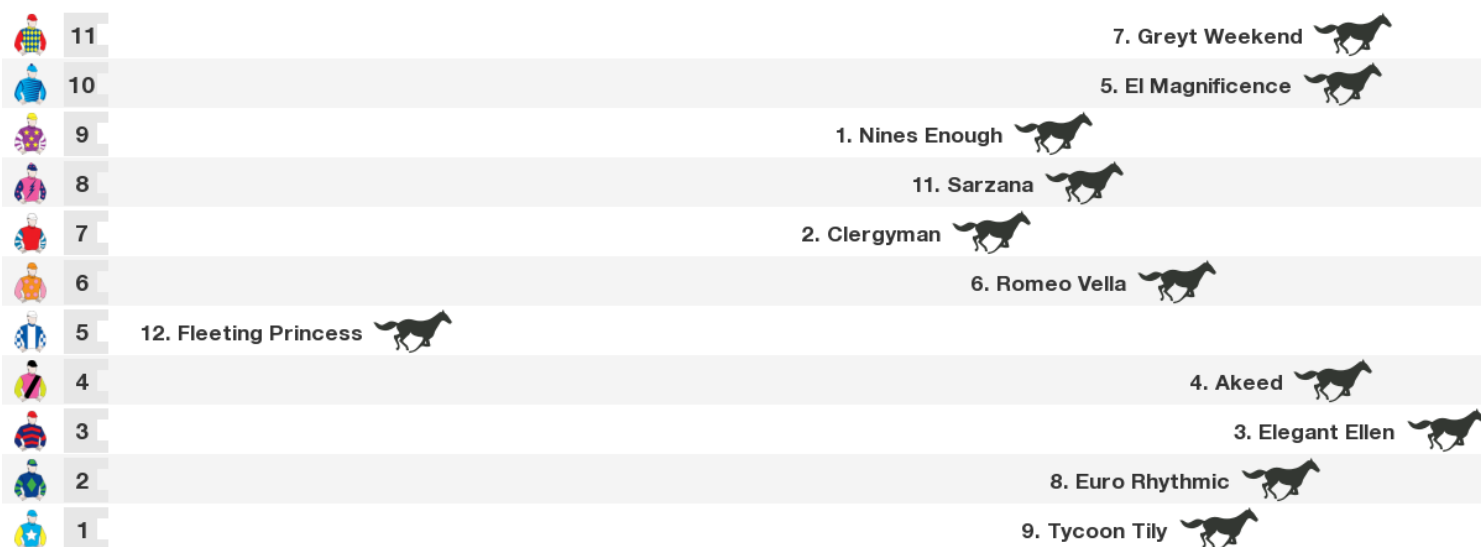 11 7. Greyt Weekend
10 5. El Magnificence
9 1. Nines Enough
8 11. Sarzana
7 2. Clergyman
6 6. Romeo Vella
5 12. Fleeting Princess
4 4. Akeed
3 3. Elegant Ellen
2 8. Euro Rhythmic
1 9. Tycoon Tily